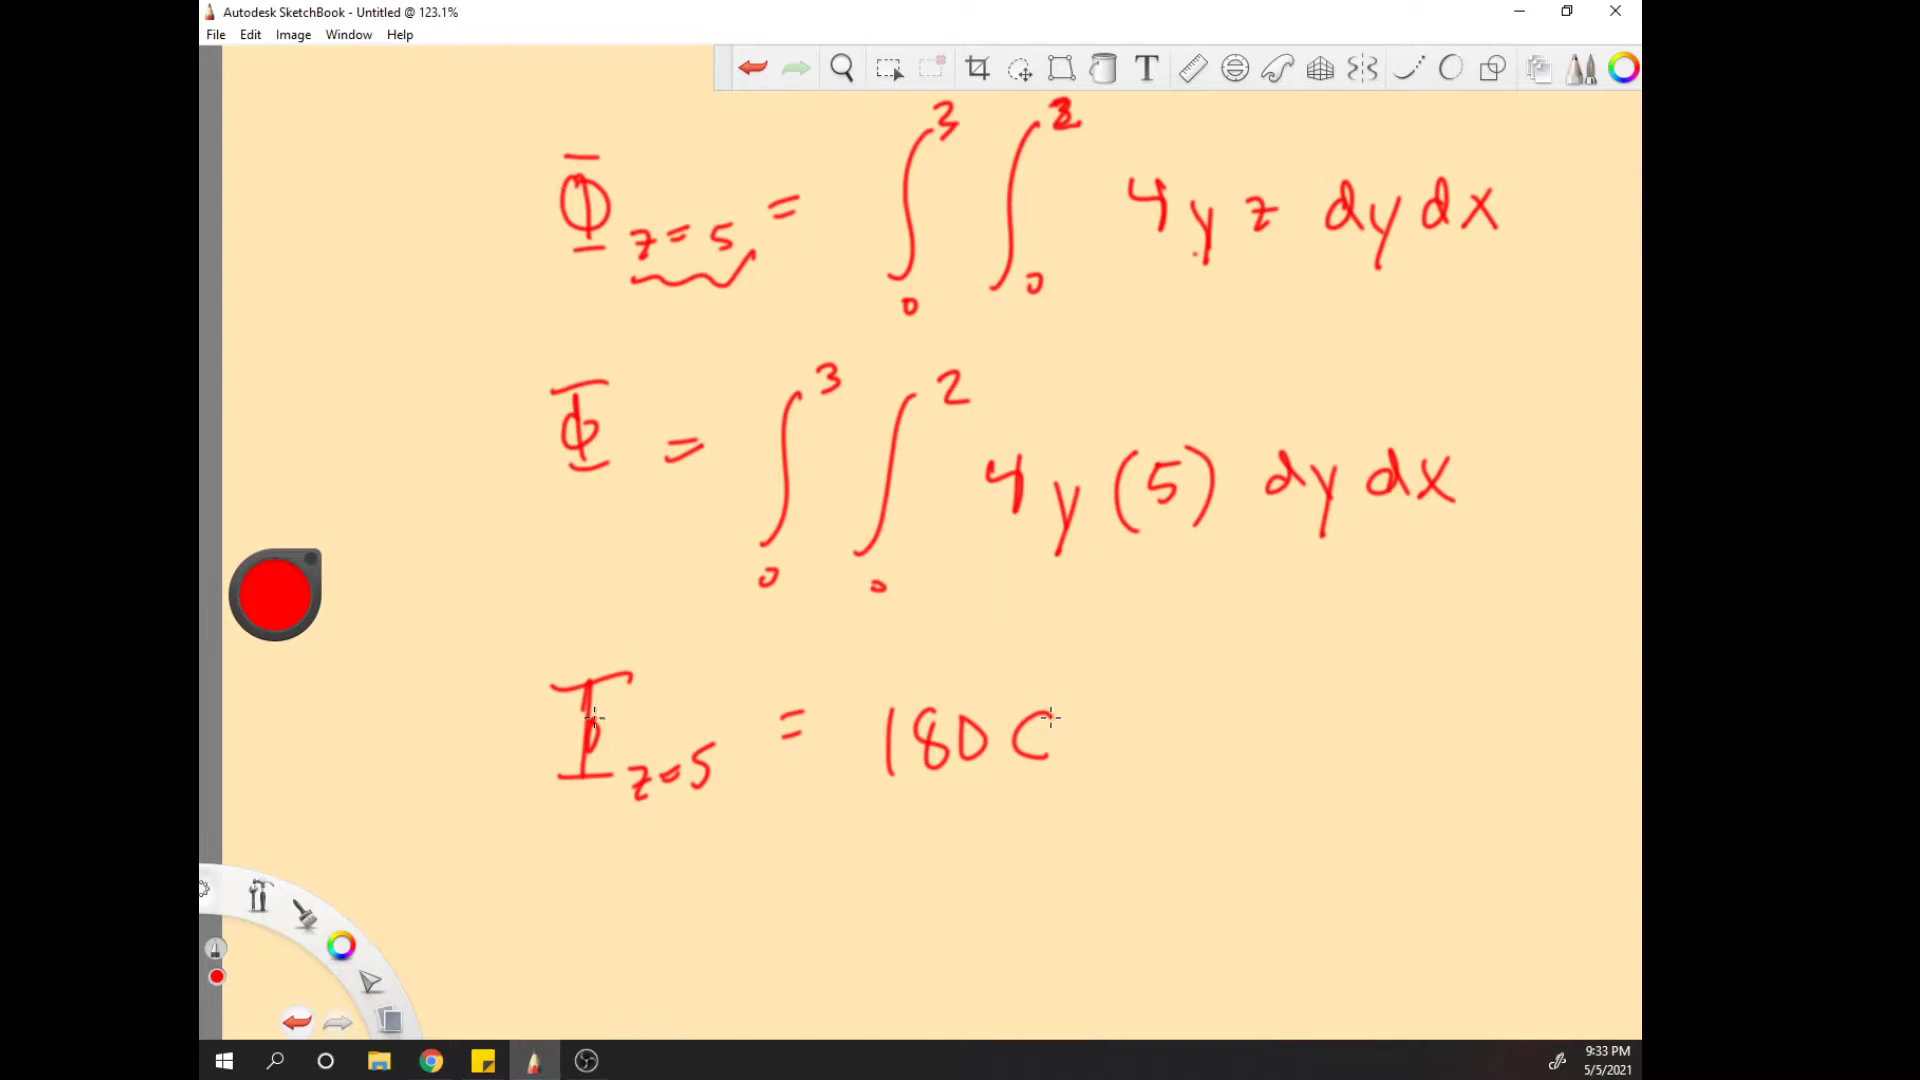 Autodesk SketchBook - Untitled @ 123.1%
File Edit Image Window Help
Φ z=5 = ∫₀³ ∫₀² 4yz dy dx
Φ = ∫₀³ ∫₀² 4y(5) dy dx
Φ z=5 = 180 C
9:33 PM
5/5/2021